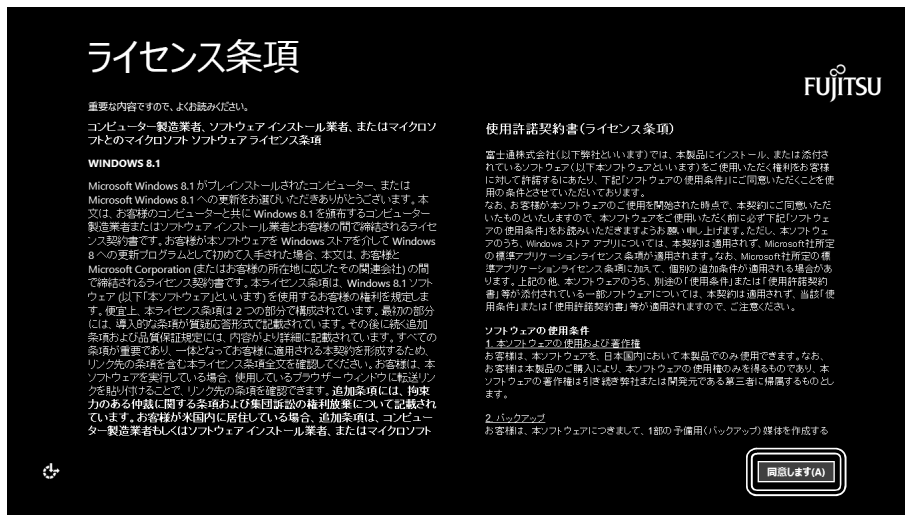 ライセンス条項
FUJITSU
重要な内容ですので、よくお読みください。
コンピューター製造業者、ソフトウェア インストール業者、またはマイクロソ
フトとのマイクロソフト ソフトウェア ライセンス条項
WINDOWS 8.1
Microsoft Windows 8.1 がプレインストールされたコンピューター、または
Microsoft Windows 8.1 への更新をお選びいただきありがとうございます。本
文は、お客様のコンピューターと共に Windows 8.1 を頒布するコンピューター
製造業者またはソフトウェア インストール業者とお客様の間で締結されるライセ
ンス契約書です。お客様が本ソフトウェアを Windows ストアを介して Windows
8 への更新プログラムとして初めて入手された場合、本文は、お客様と
Microsoft Corporation (またはお客様の所在地に応じたその関連会社) の間
で締結されるライセンス契約書です。本ライセンス条項は、Windows 8.1 ソフト
ウェア (以下「本ソフトウェア」といいます) を使用するお客様の権利を規定しま
す。便宜上、本ライセンス条項は 2 つの部分で構成されています。最初の部分
には、導入的な条項が質疑応答形式で記載されています。その後に続く追加
条項および品質保証規定には、内容がより詳細に記載されています。すべての
条項が重要であり、一体となってお客様に適用される本契約を形成するため、
リンク先の条項を含む本ライセンス条項全文を確認してください。お客様は、本
ソフトウェアを実行している場合、使用しているブラウザーウィンドウに転送リン
クを貼り付けることで、リンク先の条項を確認できます。追加条項には、拘束
力のある仲裁に関する条項および集団訴訟の権利放棄について記載され
ています。お客様が米国内に居住している場合、追加条項は、コンピュー
ター製造業者もしくはソフトウェア インストール業者、またはマイクロソフト
使用許諾契約書(ライセンス条項)
富士通株式会社(以下弊社といいます)では、本製品にインストール、または添付さ
れているソフトウェア(以下本ソフトウェアといいます)をご使用いただく権利をお客様
に対して許諾するにあたり、下記「ソフトウェアの使用条件」にご同意いただくことを使
用の条件とさせていただいております。
なお、お客様が本ソフトウェアのご使用を開始された時点で、本契約にご同意いただ
いたものといたしますので、本ソフトウェアをご使用いただく前に必ず下記「ソフトウェ
アの使用条件」をお読みいただきますようお願い申し上げます。ただし、本ソフトウェ
アのうち、Windows ストア アプリについては、本契約は適用されず、Microsoft社所定
の標準アプリケーションライセンス条項が適用されます。なお、Microsoft社所定の標
準アプリケーションライセンス条項に加えて、個別の追加条件が適用される場合があ
ります。上記の他、本ソフトウェアのうち、別途の「使用条件」または「使用許諾契約
書」等が添付されている一部ソフトウェアについては、本契約は適用されず、当該「使
用条件」または「使用許諾契約書」等が適用されますので、ご注意ください。
ソフトウェアの使用条件
1. 本ソフトウェアの使用および著作権
お客様は、本ソフトウェアを、日本国内において本製品でのみ使用できます。なお、
お客様は本製品のご購入により、本ソフトウェアの使用権のみを得るものであり、本
ソフトウェアの著作権は引き続き弊社または開発元である第三者に帰属するものとし
ます。
2. バックアップ
お客様は、本ソフトウェアにつきまして、1部の予備用(バックアップ)媒体を作成する
同意します(A)